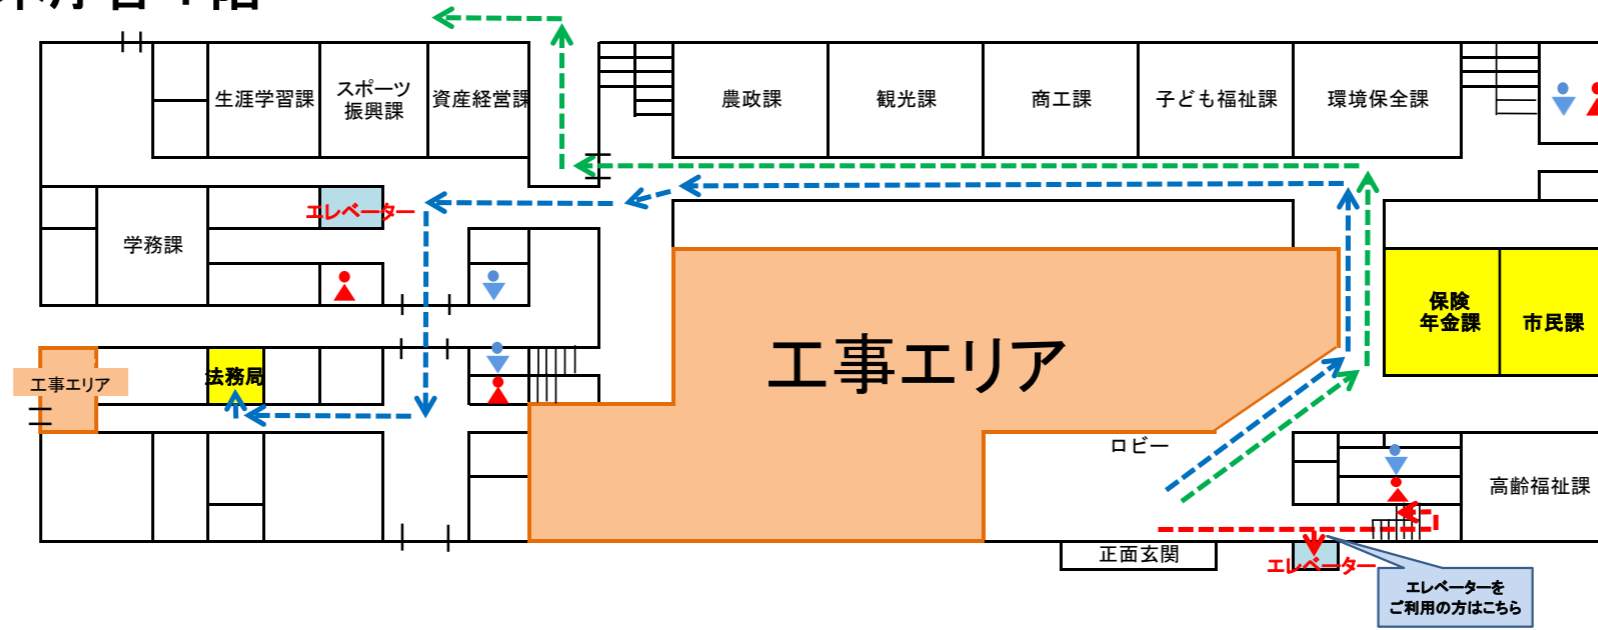 生涯学習課
スポーツ
振興課
資産経営課
農政課
観光課
商工課
子ども福祉課
環境保全課
エレベーター
学務課
保険
年金課
市民課
工事エリア
工事エリア
法務局
ロビー
高齢福祉課
正面玄関
エレベーター
エレベーターを
ご利用の方はこちら